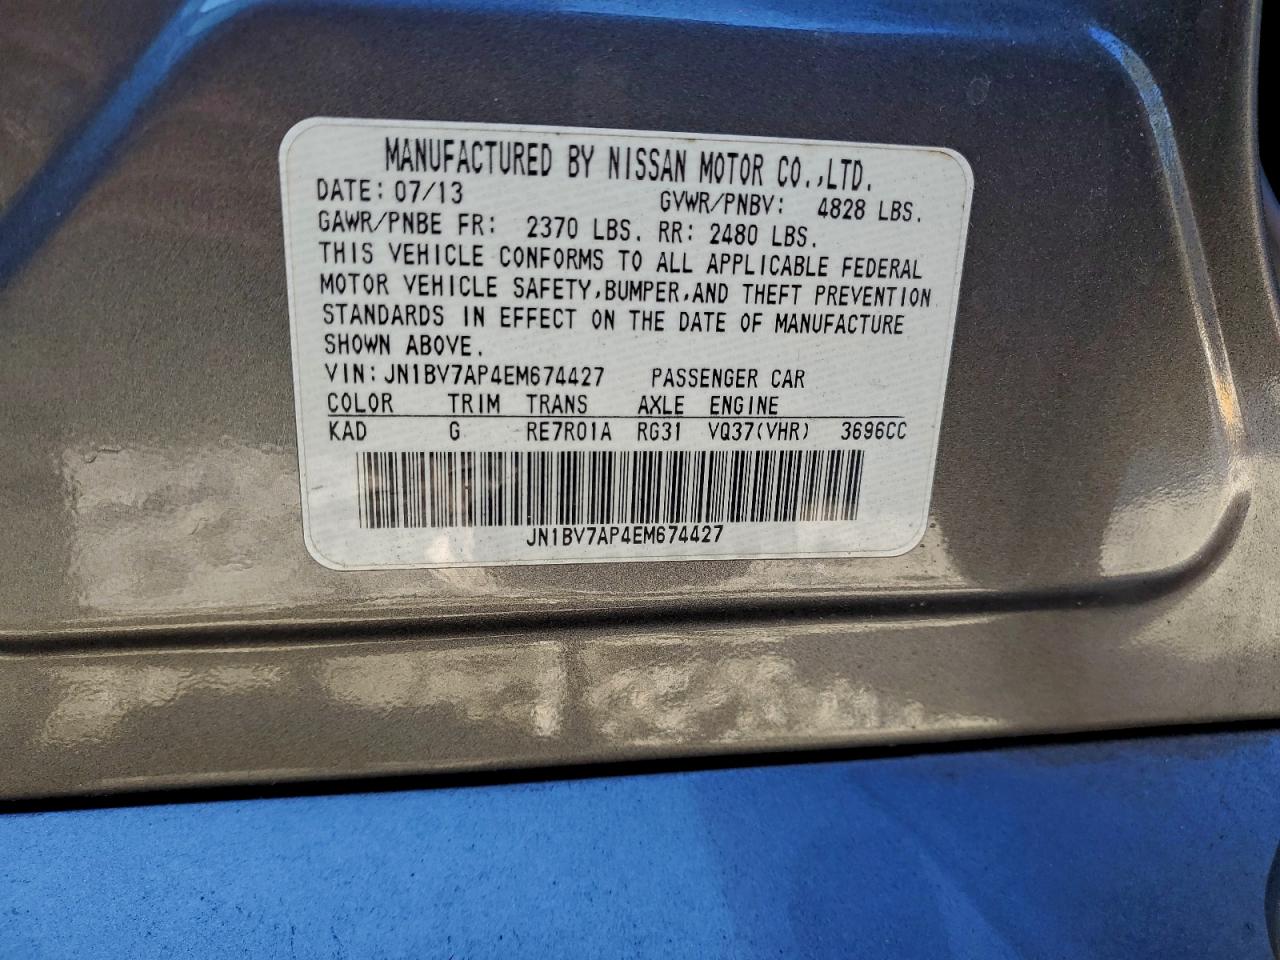 MANUFACTURED BY NISSAN MOTOR CO.,LTD.
DATE: 07/13 GVWR/PNBV: 4828 LBS.
GAWR/PNBE FR: 2370 LBS. RR: 2480 LBS.
THIS VEHICLE CONFORMS TO ALL APPLICABLE FEDERAL
MOTOR VEHICLE SAFETY,BUMPER,AND THEFT PREVENTION
STANDARDS IN EFFECT ON THE DATE OF MANUFACTURE
SHOWN ABOVE.
VIN:JN1BV7AP4EM674427 PASSENGER CAR
COLOR TRIM TRANS AXLE ENGINE
KAD G RE7R01A RG31 VQ37(VHR) 3696CC
JN1BV7AP4EM674427